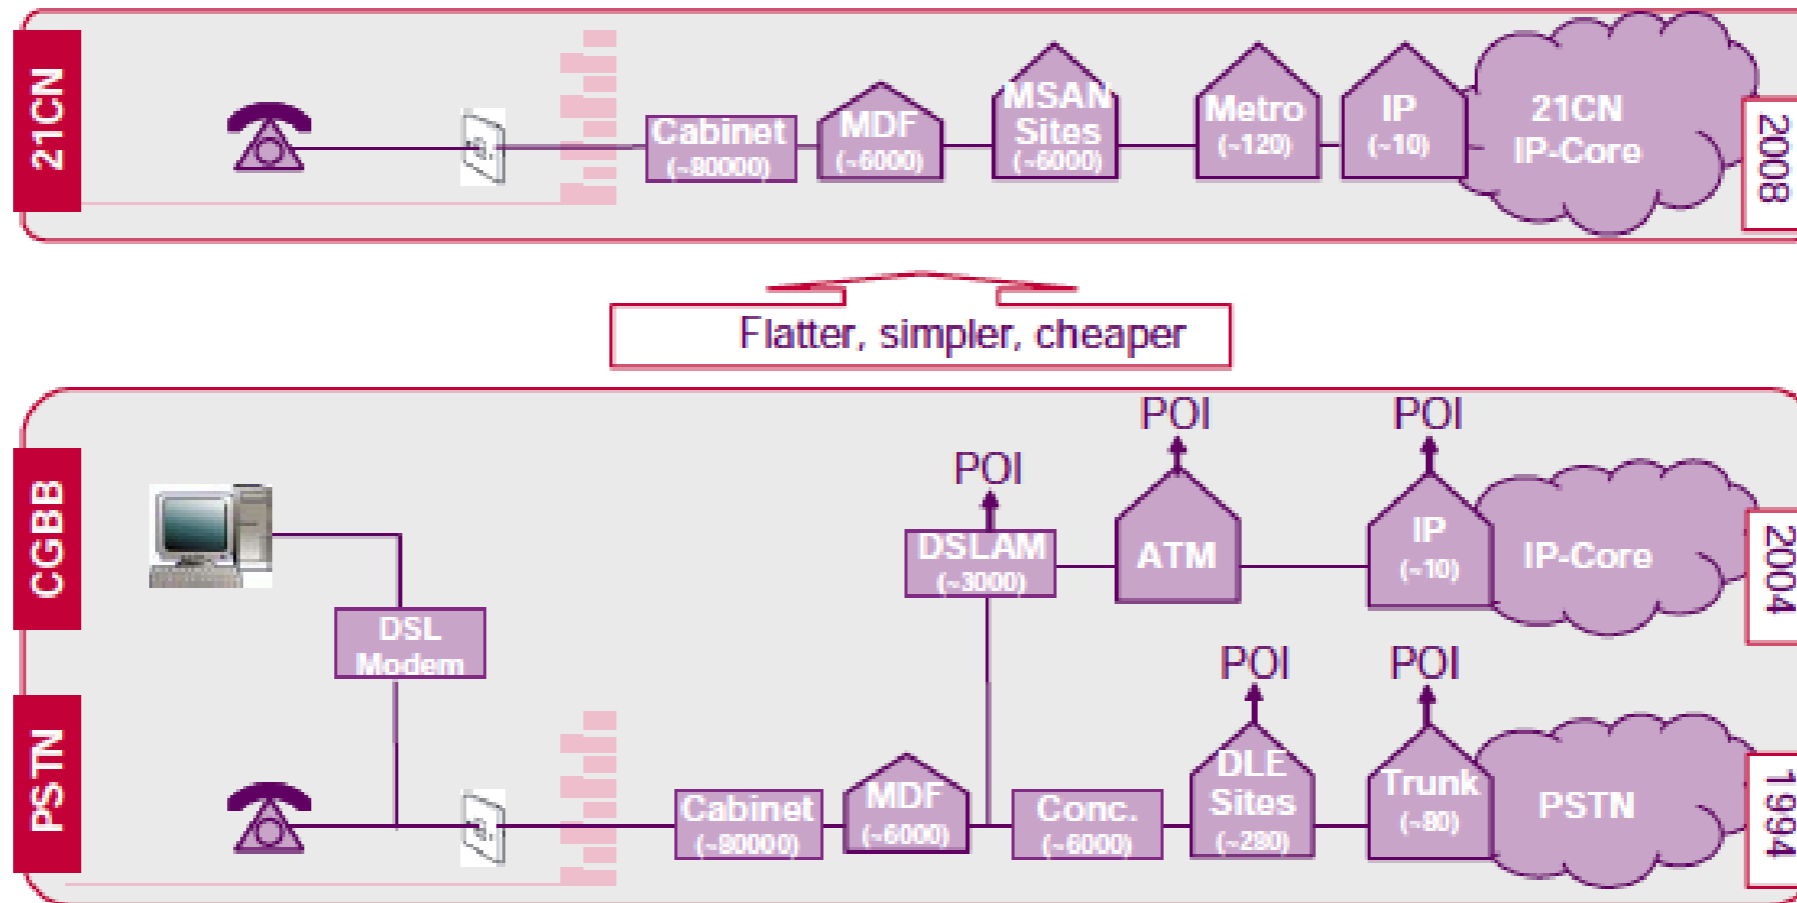 21CN
Cabinet
(~80000)
MDF
(~6000)
MSAN
Sites
(~6000)
Metro
(~120)
IP
(~10)
21CN
IP-Core
2008
Flatter, simpler, cheaper
CGBB
DSL
Modem
POI
DSLAM
(~3000)
POI
ATM
POI
IP
(~10)
IP-Core
2004
PSTN
Cabinet
(~80000)
MDF
(~6000)
Conc.
(~6000)
POI
DLE
Sites
(~280)
POI
Trunk
(~80)
PSTN
1994